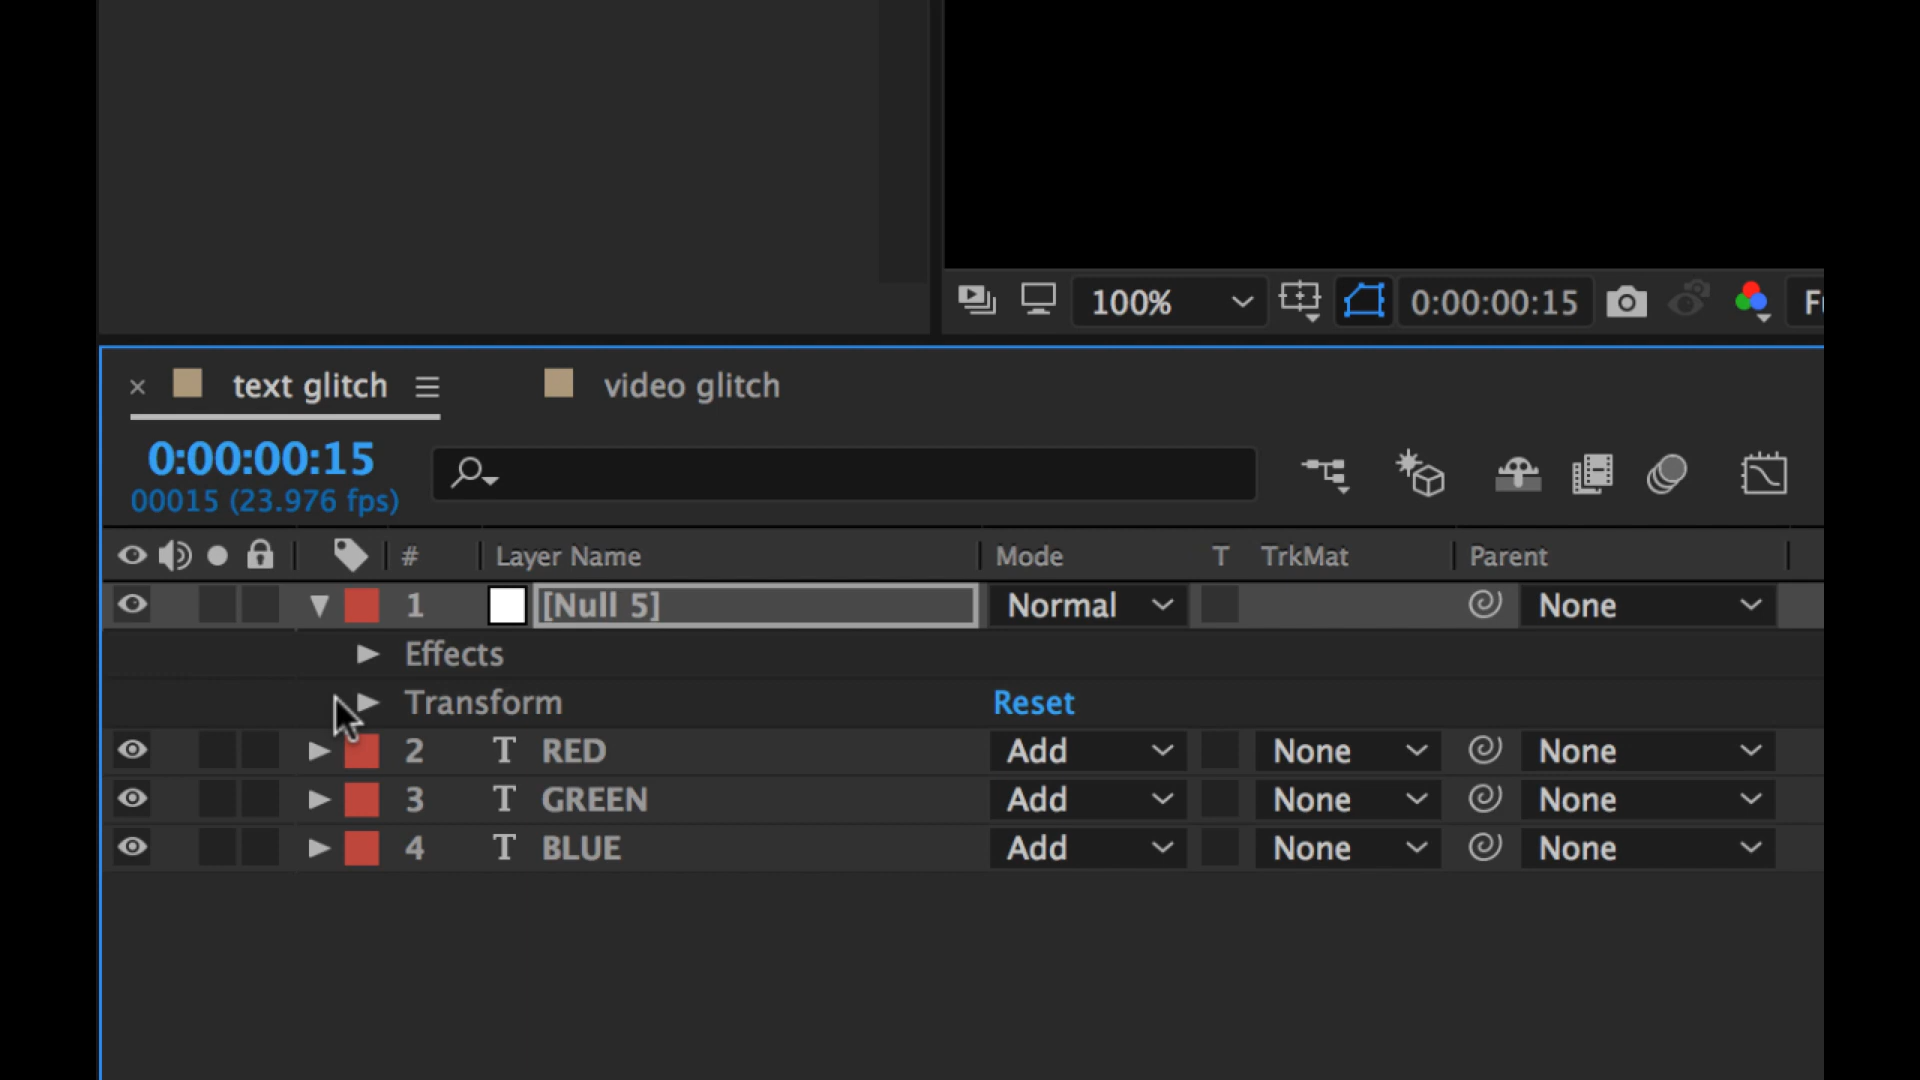 100% 0:00:00:15
text glitch video glitch
0:00:00:15
00015 (23.976 fps)
# Layer Name Mode T TrkMat Parent
1 [Null 5] Normal None
Effects
Transform Reset
2 T RED Add None None
3 T GREEN Add None None
4 T BLUE Add None None